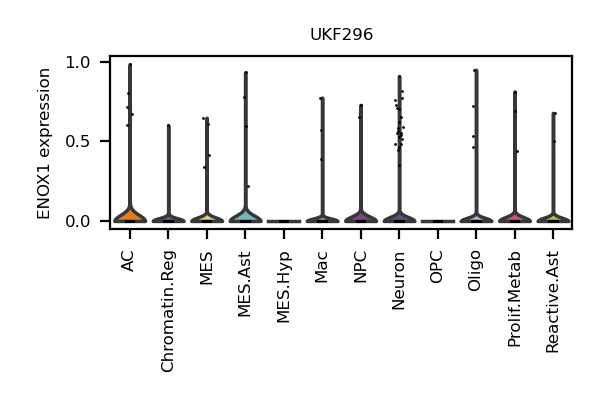 UKF296
ENOX1 expression
1.0
0.5
0.0
AC
Chromatin.Reg
MES
MES.Ast
MES.Hyp
Mac
NPC
Neuron
OPC
Oligo
Prolif.Metab
Reactive.Ast